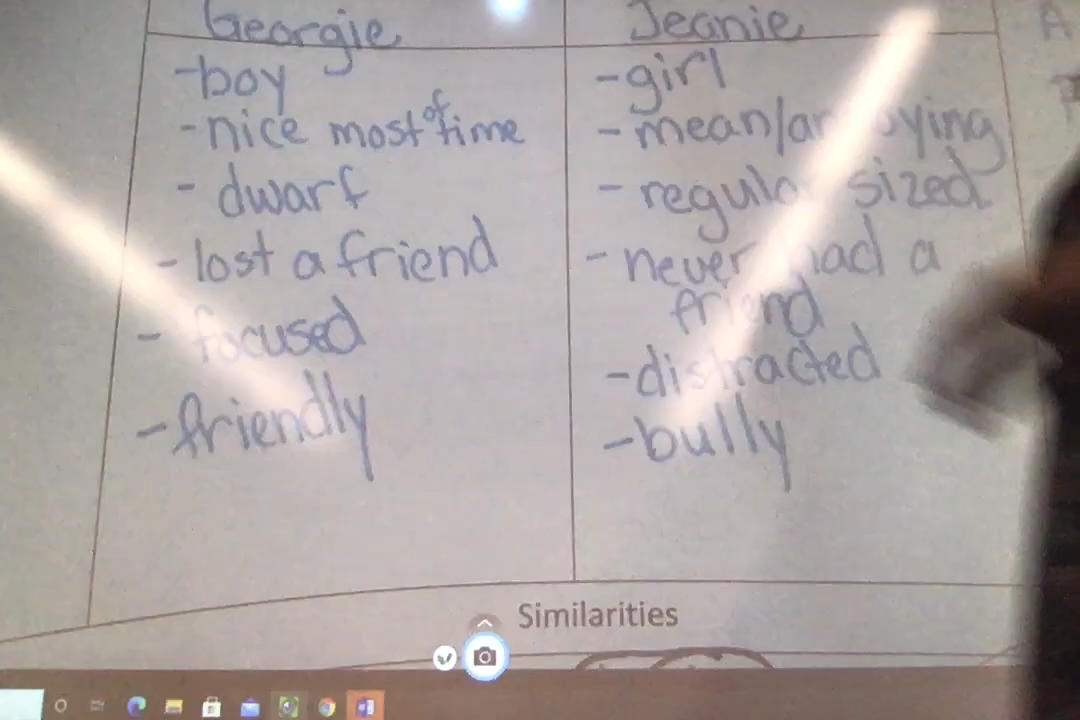 Georgie
Jeanie
-boy
-nice most of time
- dwarf
- lost a friend
- focused
-friendly
-girl
-mean/annoying
- regular sized
- never had a
friend
-distracted
-bully
Similarities